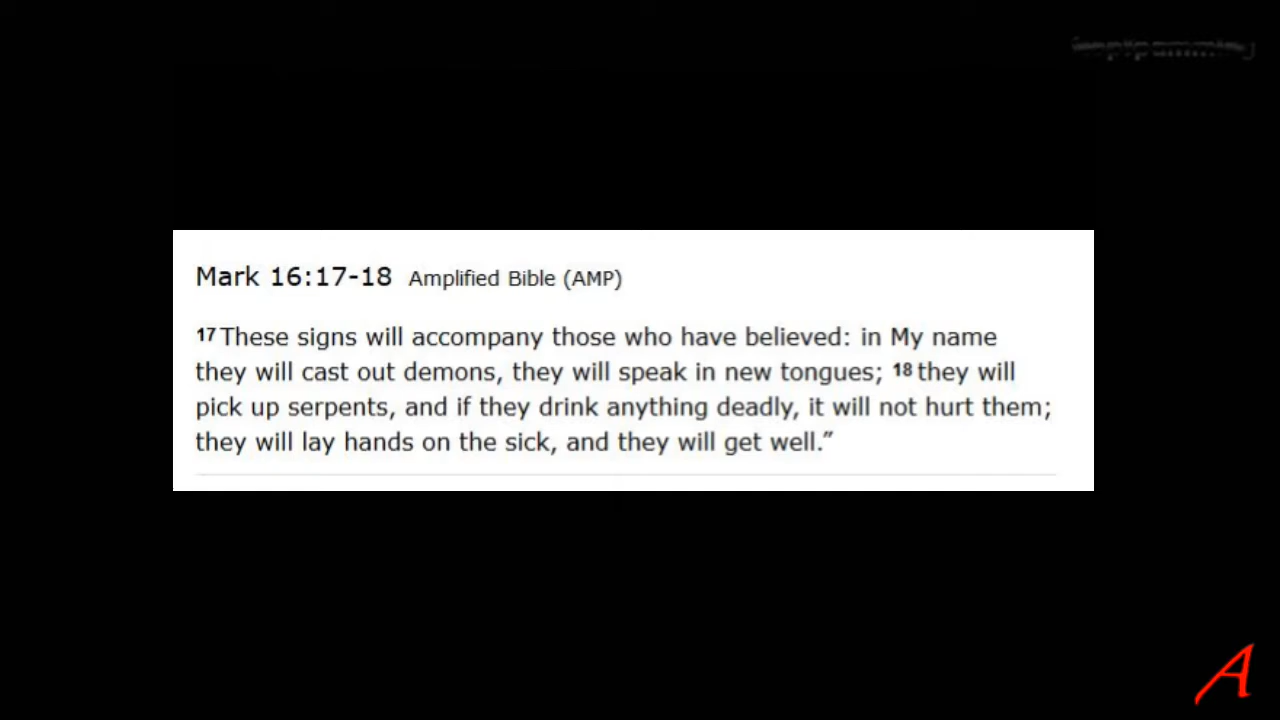 Mark 16:17-18 Amplified Bible (AMP)
17 These signs will accompany those who have believed: in My name
they will cast out demons, they will speak in new tongues; 18 they will
pick up serpents, and if they drink anything deadly, it will not hurt them;
they will lay hands on the sick, and they will get well.”
A